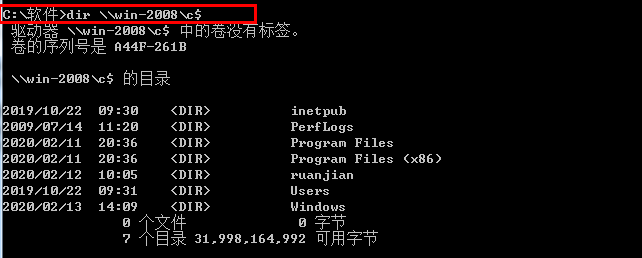 C:\软件>dir \\win-2008\c$
驱动器 \\win-2008\c$ 中的卷没有标签。
卷的序列号是 A44F-261B
\\win-2008\c$ 的目录
2019/10/22  09:30    <DIR>          inetpub
2009/07/14  11:20    <DIR>          PerfLogs
2020/02/11  20:36    <DIR>          Program Files
2020/02/11  20:36    <DIR>          Program Files (x86)
2020/02/12  10:05    <DIR>          ruanjian
2019/10/22  09:31    <DIR>          Users
2020/02/13  14:09    <DIR>          Windows
0 个文件              0 字节
7 个目录 31,998,164,992 可用字节